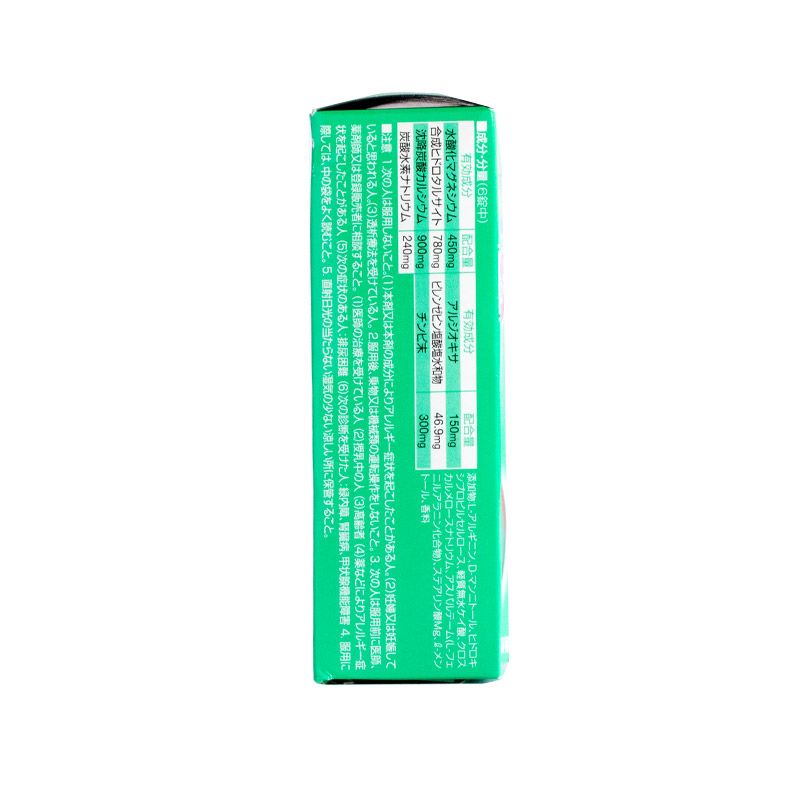 ■成分・分量(6錠中)
有効成分 配合量 有効成分 配合量
水酸化マグネシウム 450mg アルジオキサ 150mg
合成ヒドロタルサイト 780mg ピレンゼピン塩酸塩水和物 46.9mg
沈降炭酸カルシウム 900mg チンピ末 300mg
炭酸水素ナトリウム 240mg
添加物:L-アルギニン、D-マンニトール、ヒドロキ
シプロピルセルロース、軽質無水ケイ酸、クロス
カルメロースナトリウム、アスパルテーム(L-フェ
ニルアラニン化合物)、ステアリン酸Mg、ℓ-メン
トール、香料
■注意 1.次の人は服用しないこと。(1)本剤又は本剤の成分によりアレルギー症状を起こしたことがある人。(2)妊婦又は妊娠して
いると思われる人。(3)透析療法を受けている人。2.服用後、乗物又は機械類の運転操作をしないこと。3.次の人は服用前に医師、
薬剤師又は登録販売者に相談すること。(1)医師の治療を受けている人 (2)授乳中の人 (3)高齢者 (4)薬などによりアレルギー症
状を起こしたことがある人 (5)次の症状のある人:排尿困難 (6)次の診断を受けた人:緑内障、腎臓病、甲状腺機能障害 4.服用に
際しては、中の袋をよく読むこと。5.直射日光の当たらない湿気の少ない涼しい所に保管すること。